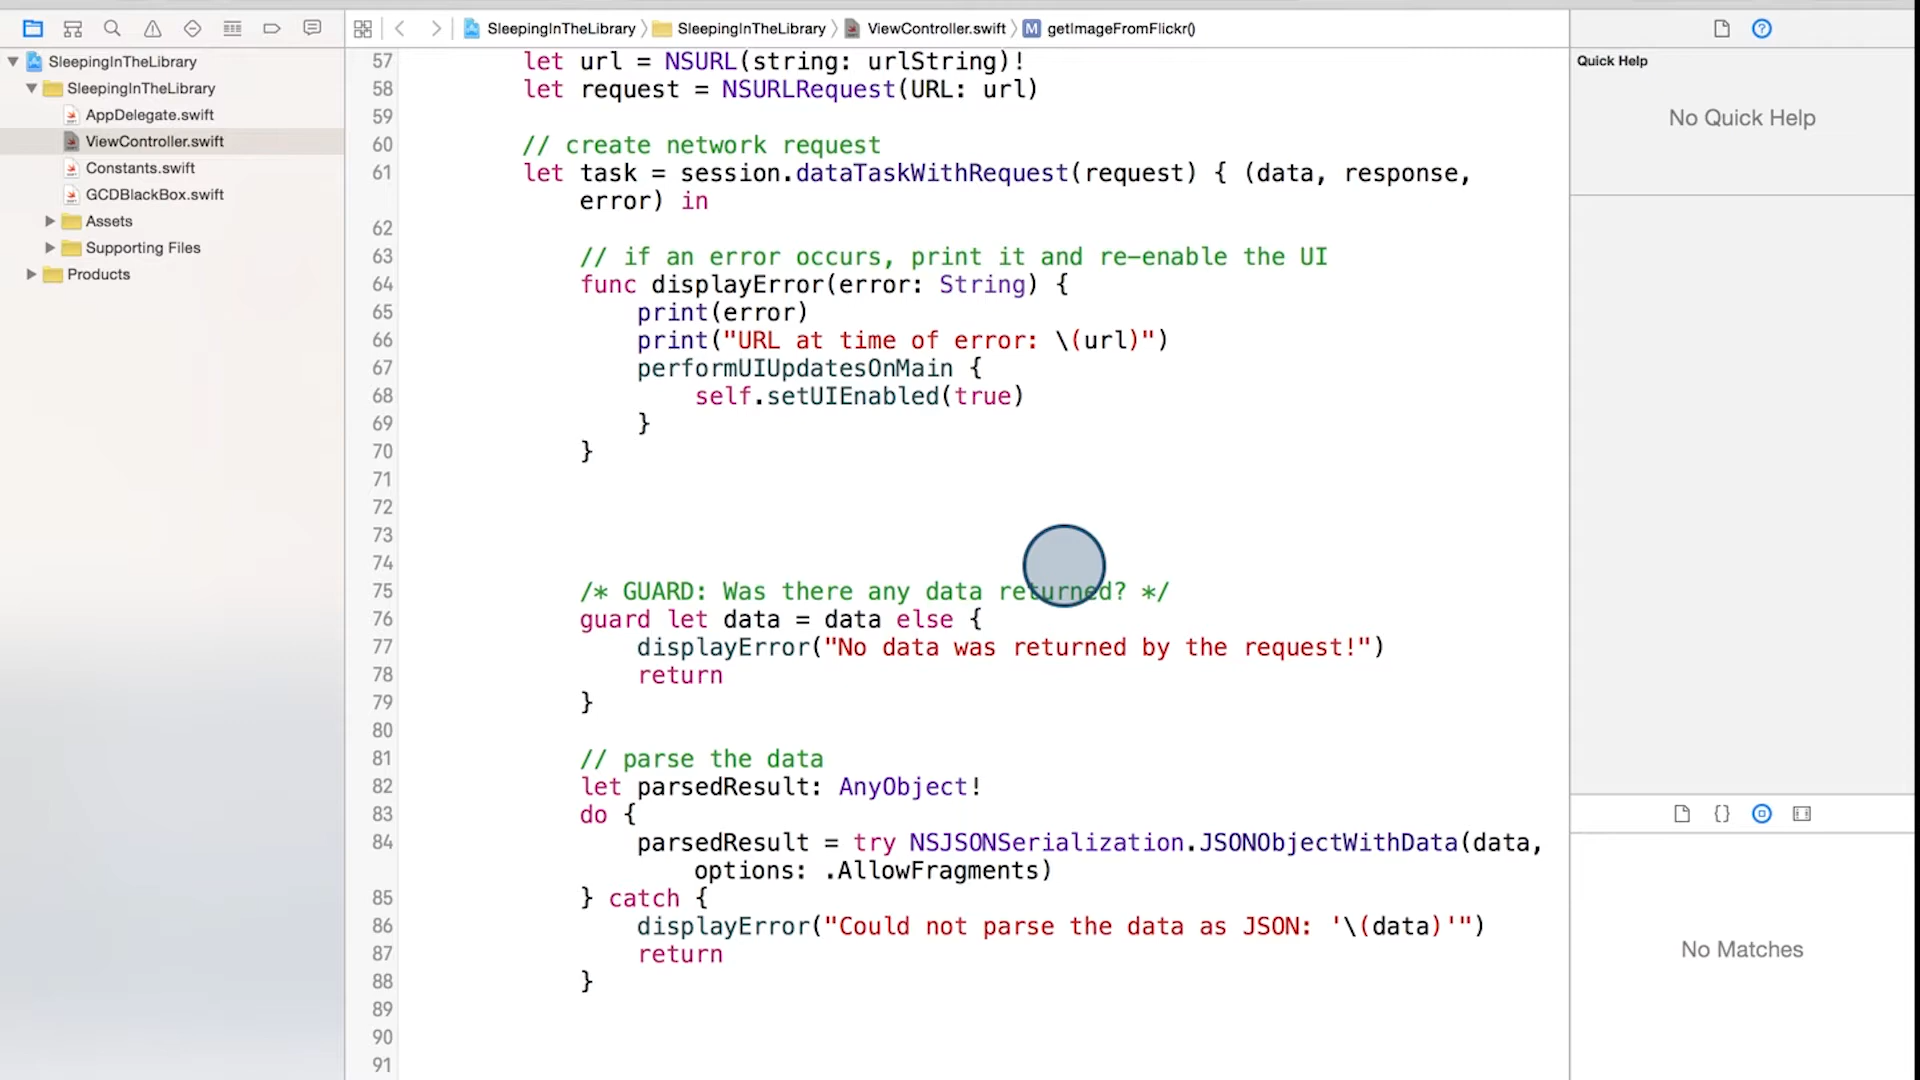 SleepingInTheLibrary
SleepingInTheLibrary
AppDelegate.swift
ViewController.swift
Constants.swift
GCDBlackBox.swift
Assets
Supporting Files
Products
SleepingInTheLibrary SleepingInTheLibrary ViewController.swift M getImageFromFlickr()
57 let url = NSURL(string: urlString)!
58 let request = NSURLRequest(URL: url)
59
60 // create network request
61 let task = session.dataTaskWithRequest(request) { (data, response,
error) in
62
63 // if an error occurs, print it and re-enable the UI
64 func displayError(error: String) {
65 print(error)
66 print("URL at time of error: \(url)")
67 performUIUpdatesOnMain {
68 self.setUIEnabled(true)
69 }
70 }
71
72
73
74
75 /* GUARD: Was there any data returned? */
76 guard let data = data else {
77 displayError("No data was returned by the request!")
78 return
79 }
80
81 // parse the data
82 let parsedResult: AnyObject!
83 do {
84 parsedResult = try NSJSONSerialization.JSONObjectWithData(data,
options: .AllowFragments)
85 } catch {
86 displayError("Could not parse the data as JSON: '\(data)'")
87 return
88 }
89
90
91
Quick Help
No Quick Help
{}
No Matches